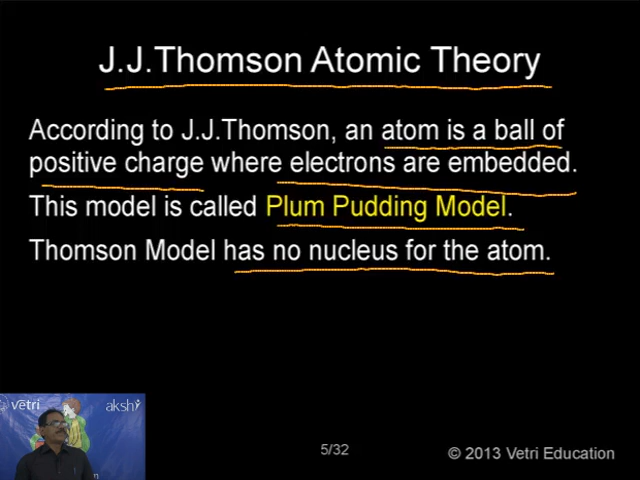 J.J.Thomson Atomic Theory
According to J.J.Thomson, an atom is a ball of
positive charge where electrons are embedded.
This model is called Plum Pudding Model.
Thomson Model has no nucleus for the atom.
vetri
aksh
5/32
© 2013 Vetri Education